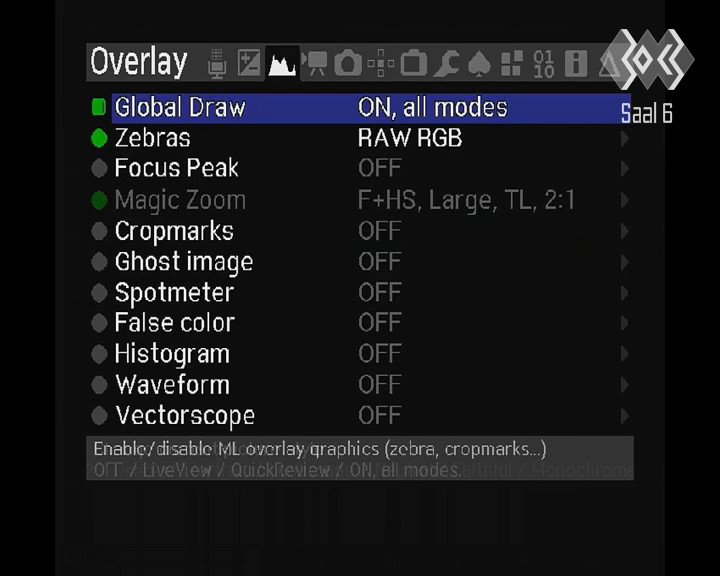 Overlay
Saal 6
Global Draw ON, all modes
Zebras RAW RGB
Focus Peak OFF
Magic Zoom F+HS, Large, TL, 2:1
Cropmarks OFF
Ghost image OFF
Spotmeter OFF
False color OFF
Histogram OFF
Waveform OFF
Vectorscope OFF
Enable/disable ML overlay graphics (zebra, cropmarks...)
OFF / LiveView / QuickReview / ON, all modes.